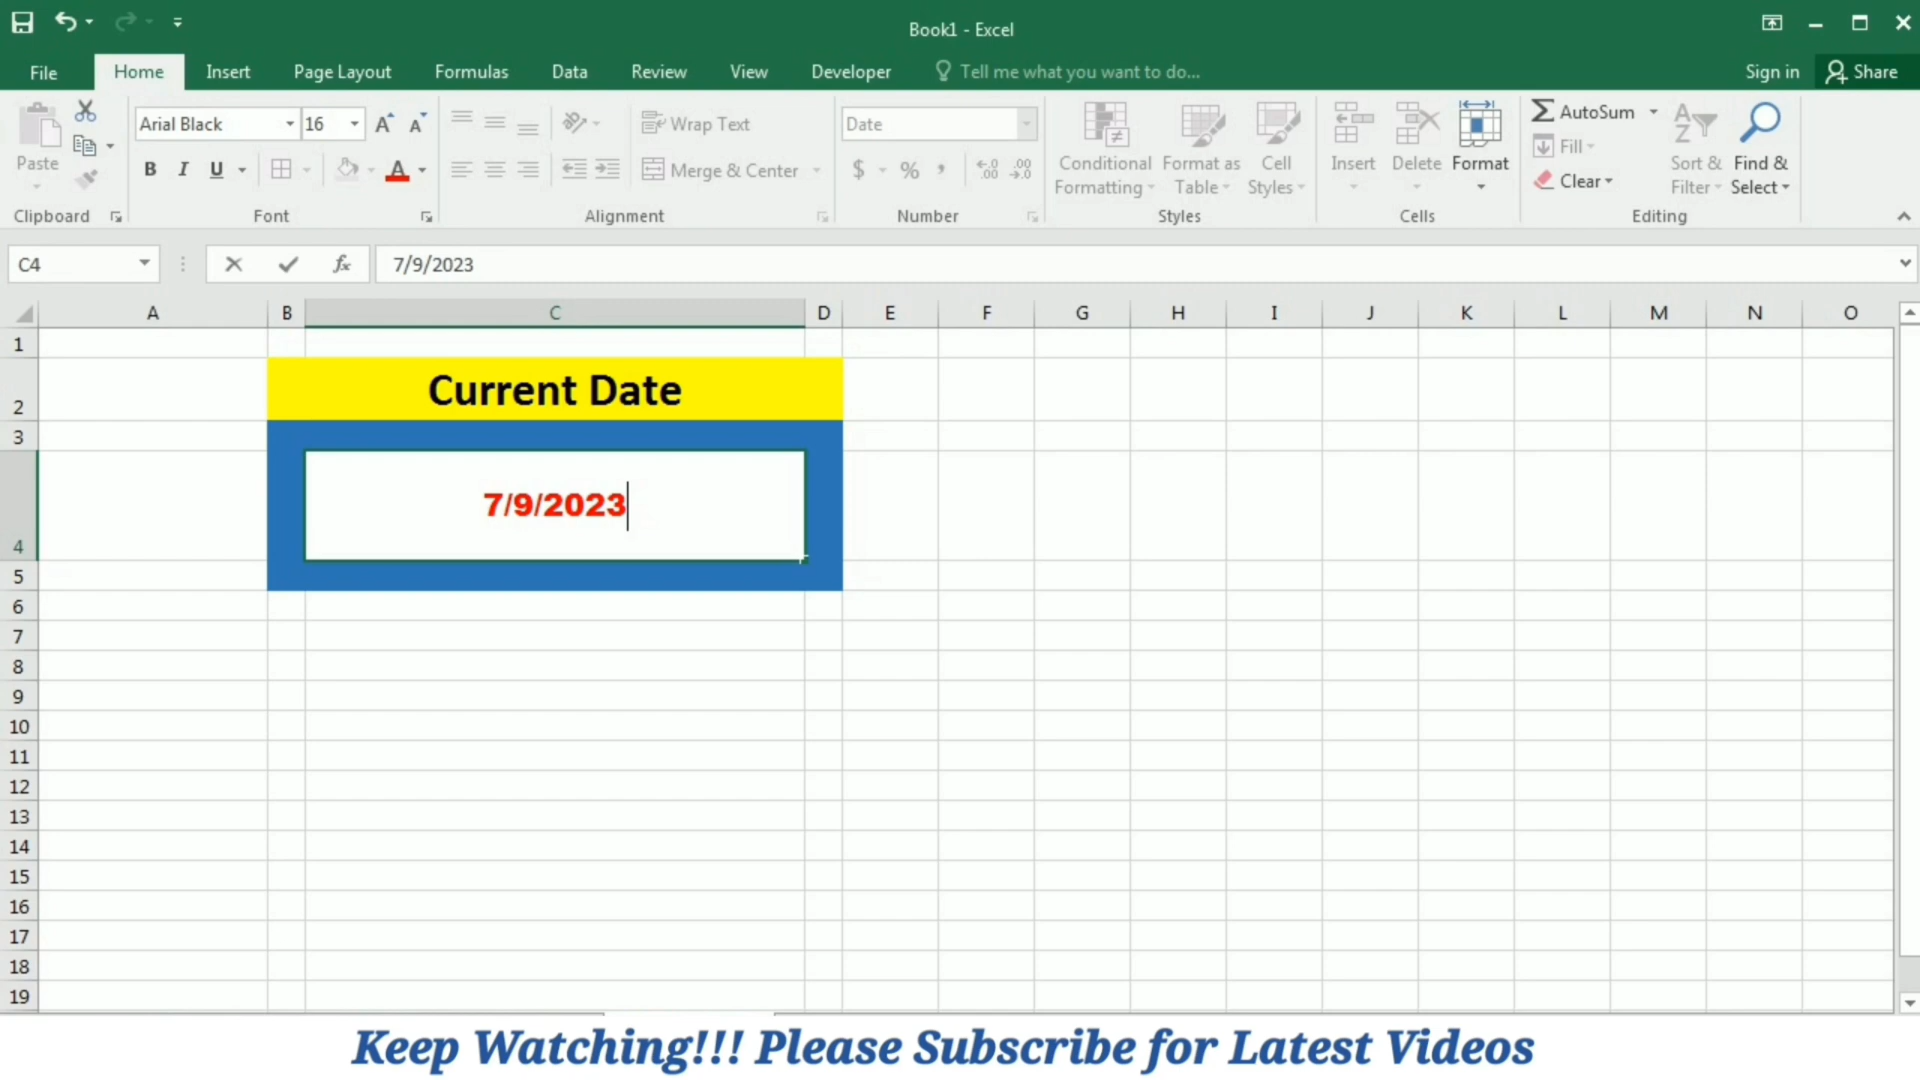 Book1 - Excel
File Home Insert Page Layout Formulas Data Review View Developer Tell me what you want to do... Sign in Share
Paste
Clipboard
Arial Black 16
B I U A
Font
Wrap Text
Merge & Center
Alignment
Date
$ % ,
Number
Conditional Formatting
Format as Table
Cell Styles
Styles
Insert Delete Format
Cells
AutoSum
Fill
Clear
Sort & Filter
Find & Select
Editing
C4 fx 7/9/2023
A B C D E F G H I J K L M N O
1
2 Current Date
3
4 7/9/2023
5
6
7
8
9
10
11
12
13
14
15
16
17
18
19
Keep Watching!!! Please Subscribe for Latest Videos